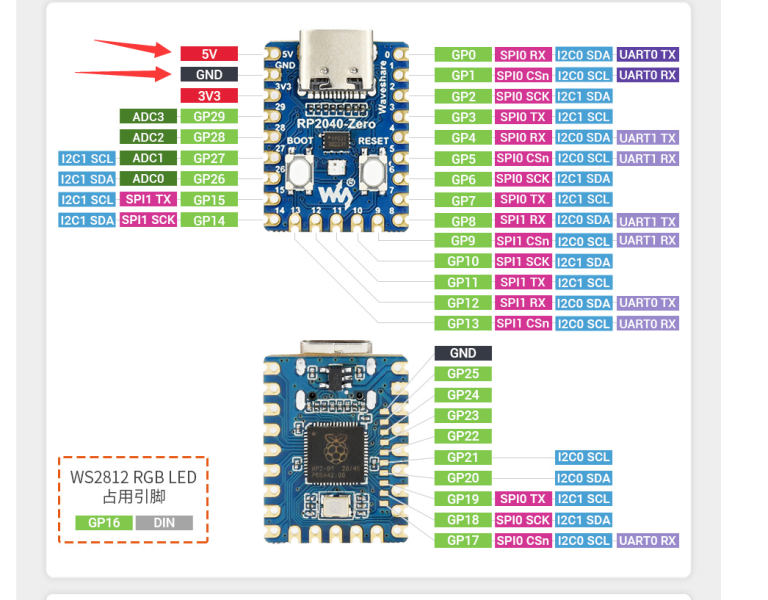 5V
GND
3V3
ADC3 GP29
ADC2 GP28
I2C1 SCL ADC1 GP27
I2C1 SDA ADC0 GP26
I2C1 SCL SPI1 TX GP15
I2C1 SDA SPI1 SCK GP14
5V
GND
3V3
29
28
27
26
15
14
13
12
11
10
9
8
0
1
2
3
4
5
6
7
Waveshare
RP2040-Zero
BOOT RESET
GP0 SPI0 RX I2C0 SDA UART0 TX
GP1 SPI0 CSn I2C0 SCL UART0 RX
GP2 SPI0 SCK I2C1 SDA
GP3 SPI0 TX I2C1 SCL
GP4 SPI0 RX I2C0 SDA UART1 TX
GP5 SPI0 CSn I2C0 SCL UART1 RX
GP6 SPI0 SCK I2C1 SDA
GP7 SPI0 TX I2C1 SCL
GP8 SPI1 RX I2C0 SDA UART1 TX
GP9 SPI1 CSn I2C0 SCL UART1 RX
GP10 SPI1 SCK I2C1 SDA
GP11 SPI1 TX I2C1 SCL
GP12 SPI1 RX I2C0 SDA UART0 TX
GP13 SPI1 CSn I2C0 SCL UART0 RX
GND
GP25
GP24
GP23
GP22
GP21 I2C0 SCL
GP20 I2C0 SDA
GP19 SPI0 TX I2C1 SCL
GP18 SPI0 SCK I2C1 SDA
GP17 SPI0 CSn I2C0 SCL UART0 RX
WS2812 RGB LED
占用引脚
GP16 DIN